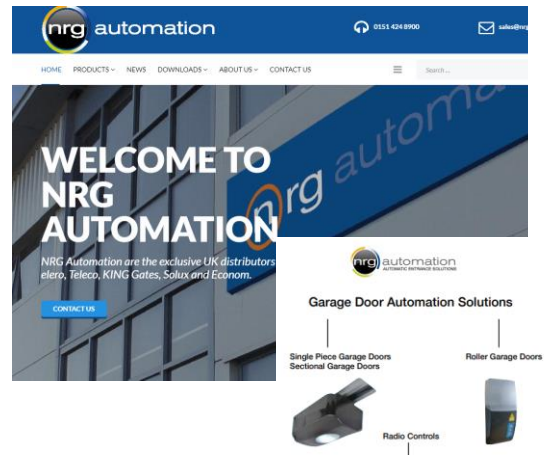 nrg automation
0151 424 8900
sales@nrg
HOME PRODUCTS NEWS DOWNLOADS ABOUT US CONTACT US
Search ...
nrg automation
WELCOME TO
NRG
AUTOMATION
NRG Automation are the exclusive UK distributors
elero, Teleco, KING Gates, Solux and Econom.
CONTACT US
nrg automation
AUTOMATIC ENTRANCE SOLUTIONS
Garage Door Automation Solutions
Single Piece Garage Doors
Sectional Garage Doors
Roller Garage Doors
Radio Controls